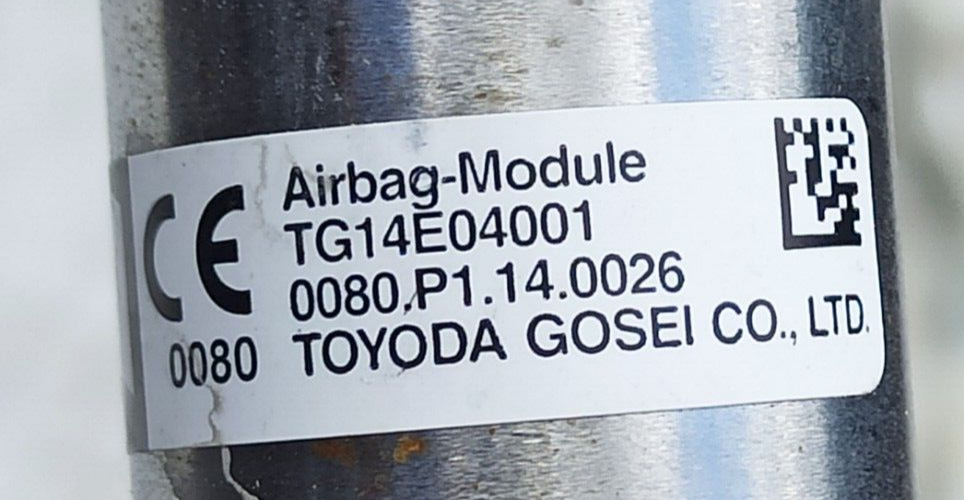 CE
0080
Airbag-Module
TG14E04001
0080.P1.14.0026
TOYODA GOSEI CO., LTD.